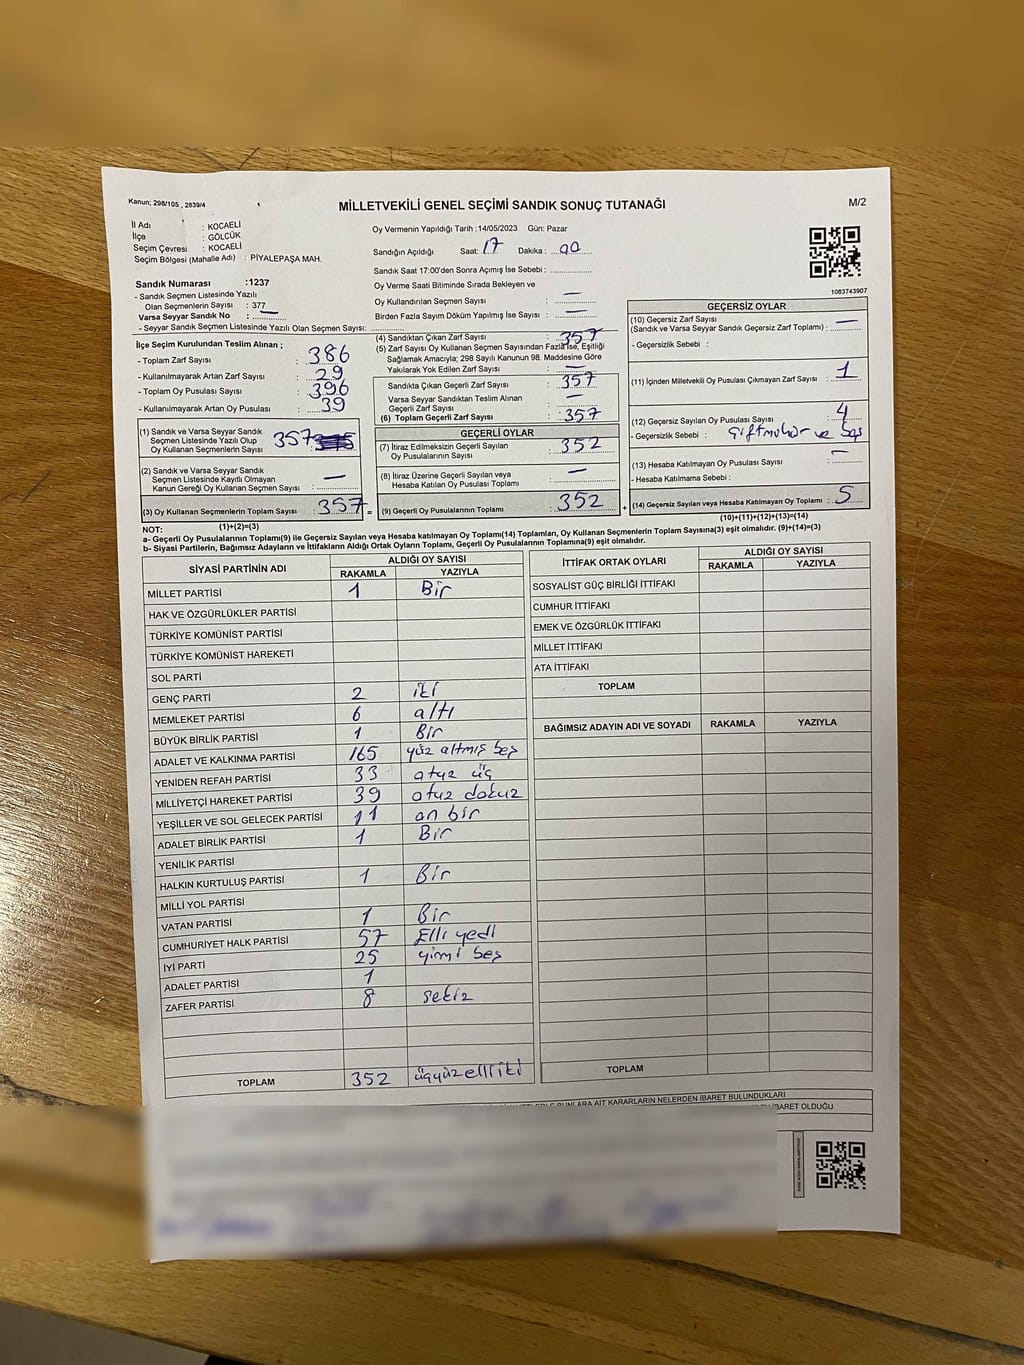 Kanun; 298/105 , 2839/4
MİLLETVEKİLİ GENEL SEÇİMİ SANDIK SONUÇ TUTANAĞI
M/2
İl Adı : KOCAELİ
İlçe : GÖLCÜK
Seçim Çevresi : KOCAELİ
Seçim Bölgesi (Mahalle Adı) : PİYALEPAŞA MAH.
Sandık Numarası :1237
- Sandık Seçmen Listesinde Yazılı
Olan Seçmenlerin Sayısı : 377
Varsa Seyyar Sandık No : —
- Seyyar Sandık Seçmen Listesinde Yazılı Olan Seçmen Sayısı:
Oy Vermenin Yapıldığı Tarih :14/05/2023 Gün: Pazar
Sandığın Açıldığı Saat: 17 Dakika : 00
Sandık Saat 17:00'den Sonra Açımış İse Sebebi :
Oy Verme Saati Bitiminde Sırada Bekleyen ve
Oy Kullandırılan Seçmen Sayısı : —
Birden Fazla Sayım Döküm Yapılmış İse Sayısı : —
1083743907
İlçe Seçim Kurulundan Teslim Alınan ;
- Toplam Zarf Sayısı : 386
- Kullanılmayarak Artan Zarf Sayısı : 29
- Toplam Oy Pusulası Sayısı : 396
- Kullanılmayarak Artan Oy Pusulası : 39
(1) Sandık ve Varsa Seyyar Sandık
Seçmen Listesinde Yazılı Olup
Oy Kullanan Seçmenlerin Sayısı 357
(2) Sandık ve Varsa Seyyar Sandık
Seçmen Listesinde Kayıtlı Olmayan
Kanun Gereği Oy Kullanan Seçmen Sayısı : —
(3) Oy Kullanan Seçmenlerin Toplam Sayısı : 357 =
(4) Sandıktan Çıkan Zarf Sayısı : 357
(5) Zarf Sayısı Oy Kullanan Seçmen Sayısından Fazla İse, Eşitliği
Sağlamak Amacıyla; 298 Sayılı Kanunun 98. Maddesine Göre
Yakılarak Yok Edilen Zarf Sayısı : —
Sandıkta Çıkan Geçerli Zarf Sayısı : 357
Varsa Seyyar Sandıktan Teslim Alınan
Geçerli Zarf Sayısı : —
(6) Toplam Geçerli Zarf Sayısı : 357
GEÇERLİ OYLAR
(7) İtiraz Edilmeksizin Geçerli Sayılan
Oy Pusulalarının Sayısı : 352
(8) İtiraz Üzerine Geçerli Sayılan veya
Hesaba Katılan Oy Pusulası Toplamı : —
(9) Geçerli Oy Pusulalarının Toplamı : 352 +
GEÇERSİZ OYLAR
(10) Geçersiz Zarf Sayısı
(Sandık ve Varsa Seyyar Sandık Geçersiz Zarf Toplamı) : —
- Geçersizlik Sebebi :
(11) İçinden Milletvekili Oy Pusulası Çıkmayan Zarf Sayısı : 1
(12) Geçersiz Sayılan Oy Pusulası Sayısı : 4
- Geçersizlik Sebebi : Çift mühür ve boş
(13) Hesaba Katılmayan Oy Pusulası Sayısı : —
- Hesaba Katılmama Sebebi :
(14) Geçersiz Sayılan veya Hesaba Katılmayan Oy Toplamı : 5
NOT: (1)+(2)=(3) (10)+(11)+(12)+(13)=(14)
a- Geçerli Oy Pusulalarının Toplamı(9) ile Geçersiz Sayılan veya Hesaba katılmayan Oy Toplamı(14) Toplamları, Oy Kullanan Seçmenlerin Toplam Sayısına(3) eşit olmalıdır. (9)+(14)=(3)
b- Siyasi Partilerin, Bağımsız Adayların ve İttifakların Aldığı Ortak Oyların Toplamı, Geçerli Oy Pusulalarının Toplamına(9) eşit olmalıdır.
SİYASİ PARTİNİN ADI ALDIĞI OY SAYISI
RAKAMLA YAZIYLA
MİLLET PARTİSİ 1 Bir
HAK VE ÖZGÜRLÜKLER PARTİSİ
TÜRKİYE KOMÜNİST PARTİSİ
TÜRKİYE KOMÜNİST HAREKETİ
SOL PARTİ
GENÇ PARTİ 2 iki
MEMLEKET PARTİSİ 6 altı
BÜYÜK BİRLİK PARTİSİ 1 Bir
ADALET VE KALKINMA PARTİSİ 165 yüz altmış beş
YENİDEN REFAH PARTİSİ 33 otuz üç
MİLLİYETÇİ HAREKET PARTİSİ 39 otuz dokuz
YEŞİLLER VE SOL GELECEK PARTİSİ 11 on bir
ADALET BİRLİK PARTİSİ 1 Bir
YENİLİK PARTİSİ
HALKIN KURTULUŞ PARTİSİ 1 Bir
MİLLİ YOL PARTİSİ
VATAN PARTİSİ 1 Bir
CUMHURİYET HALK PARTİSİ 57 Elli yedi
İYİ PARTİ 25 yimi beş
ADALET PARTİSİ 1
ZAFER PARTİSİ 8 sekiz
TOPLAM 352 üçyüzelliiki
İTTİFAK ORTAK OYLARI ALDIĞI OY SAYISI
RAKAMLA YAZIYLA
SOSYALİST GÜÇ BİRLİĞİ İTTİFAKI
CUMHUR İTTİFAKI
EMEK VE ÖZGÜRLÜK İTTİFAKI
MİLLET İTTİFAKI
ATA İTTİFAKI
TOPLAM
BAĞIMSIZ ADAYIN ADI VE SOYADI RAKAMLA YAZIYLA
TOPLAM
BUNLARA AİT KARARLARIN NELERDEN İBARET BULUNDUKLARI
İBARET OLDUĞU